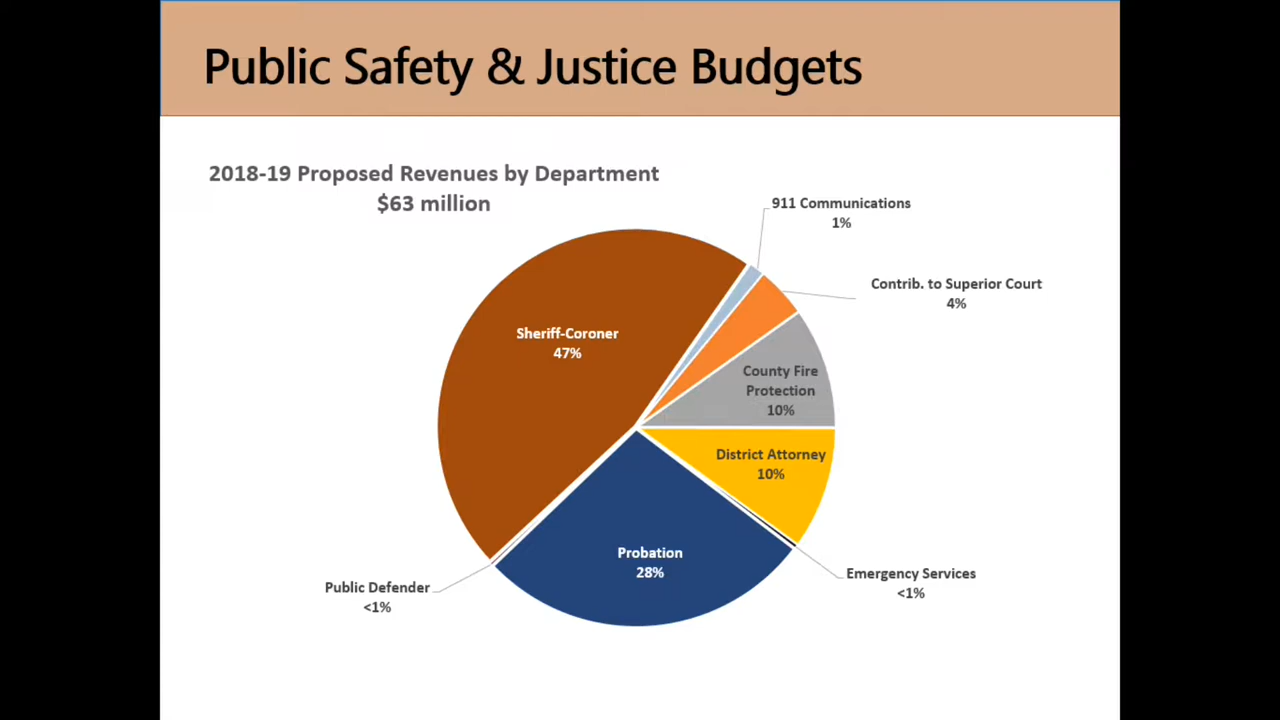 Public Safety & Justice Budgets
2018-19 Proposed Revenues by Department
$63 million
911 Communications
1%
Contrib. to Superior Court
4%
Sheriff-Coroner
47%
County Fire
Protection
10%
District Attorney
10%
Probation
28%
Emergency Services
<1%
Public Defender
<1%